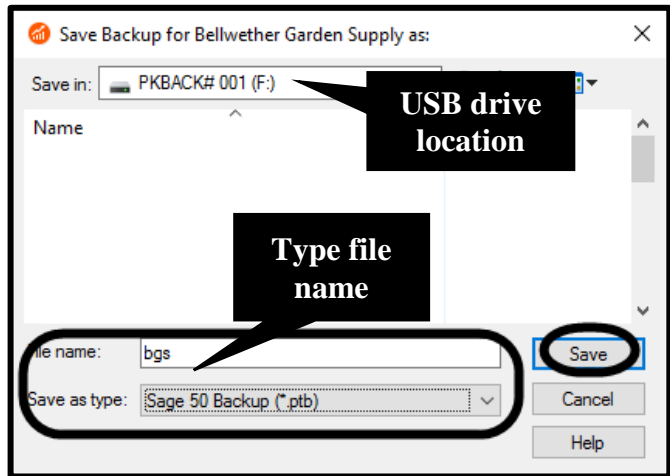 Save Backup for Bellwether Garden Supply as:
Save in: PKBACK# 001 (F:)
USB drive
location
Name
Type file
name
File name: bgs
Save
Save as type: Sage 50 Backup (*.ptb)
Cancel
Help